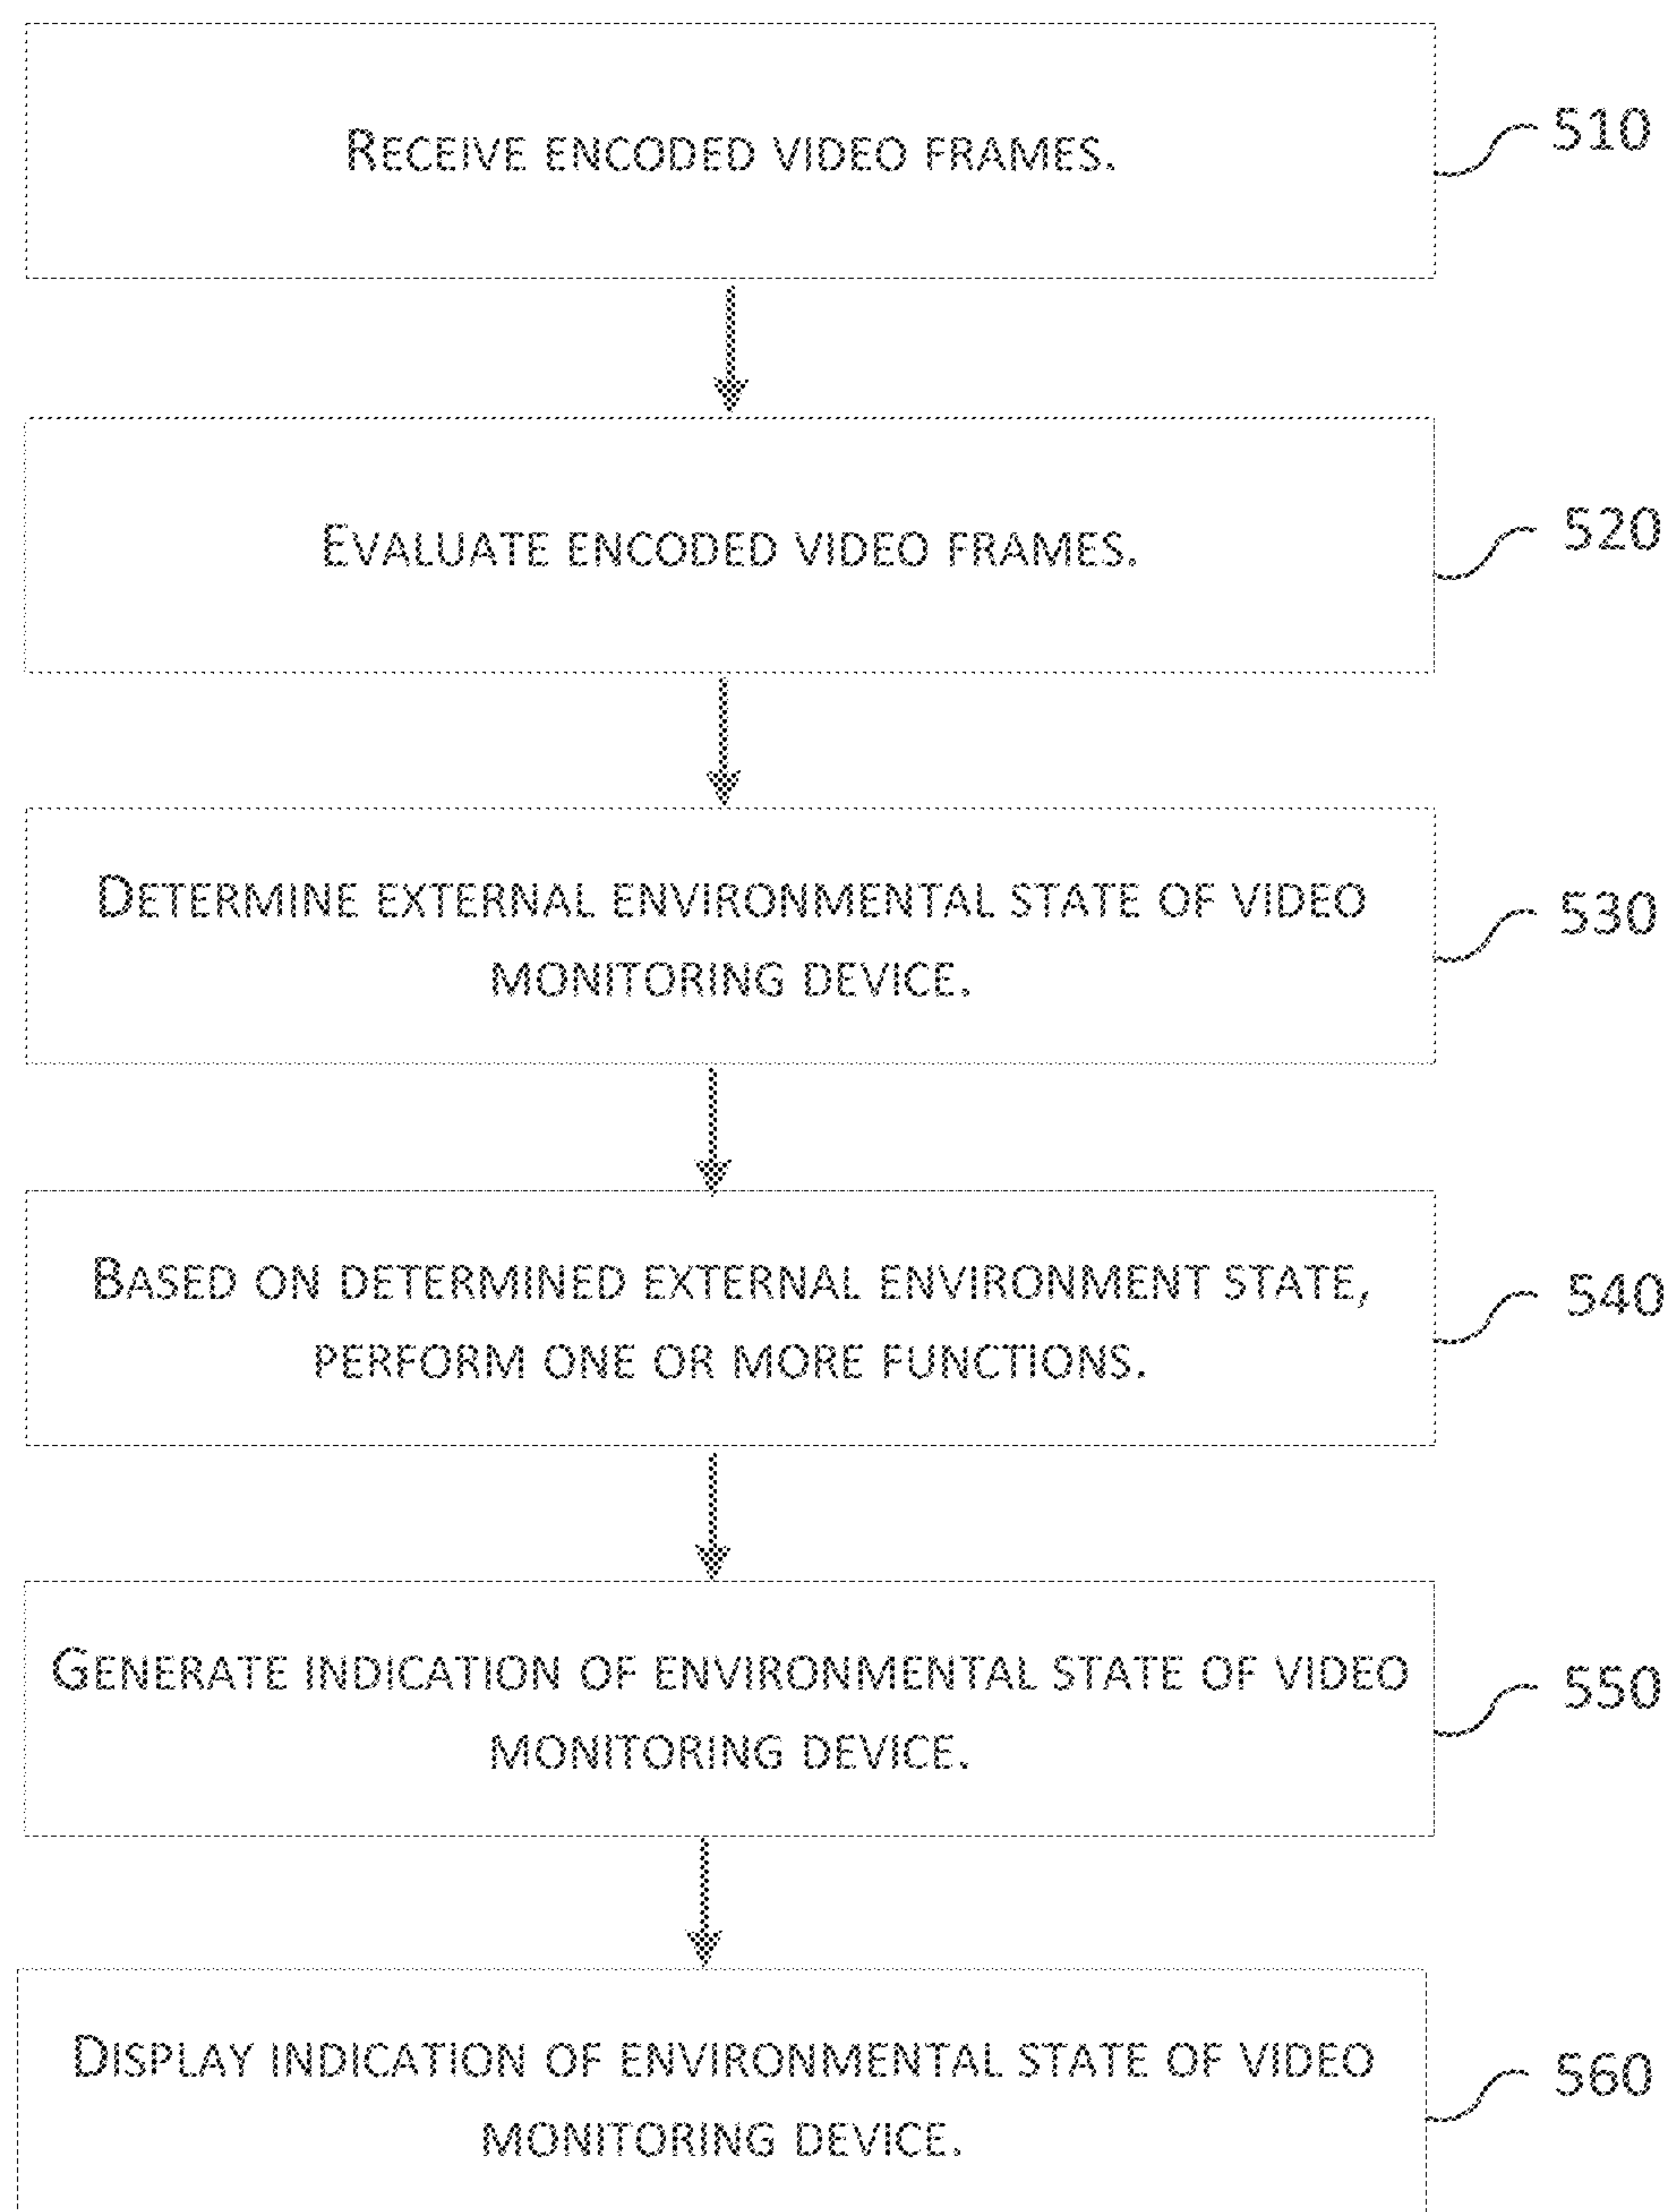 RECEIVE ENCODED VIDEO FRAMES.
510
EVALUATE ENCODED VIDEO FRAMES.
520
DETERMINE EXTERNAL ENVIRONMENTAL STATE OF VIDEO
MONITORING DEVICE.
530
BASED ON DETERMINED EXTERNAL ENVIRONMENT STATE,
PERFORM ONE OR MORE FUNCTIONS.
540
GENERATE INDICATION OF ENVIRONMENTAL STATE OF VIDEO
MONITORING DEVICE.
550
DISPLAY INDICATION OF ENVIRONMENTAL STATE OF VIDEO
MONITORING DEVICE.
560